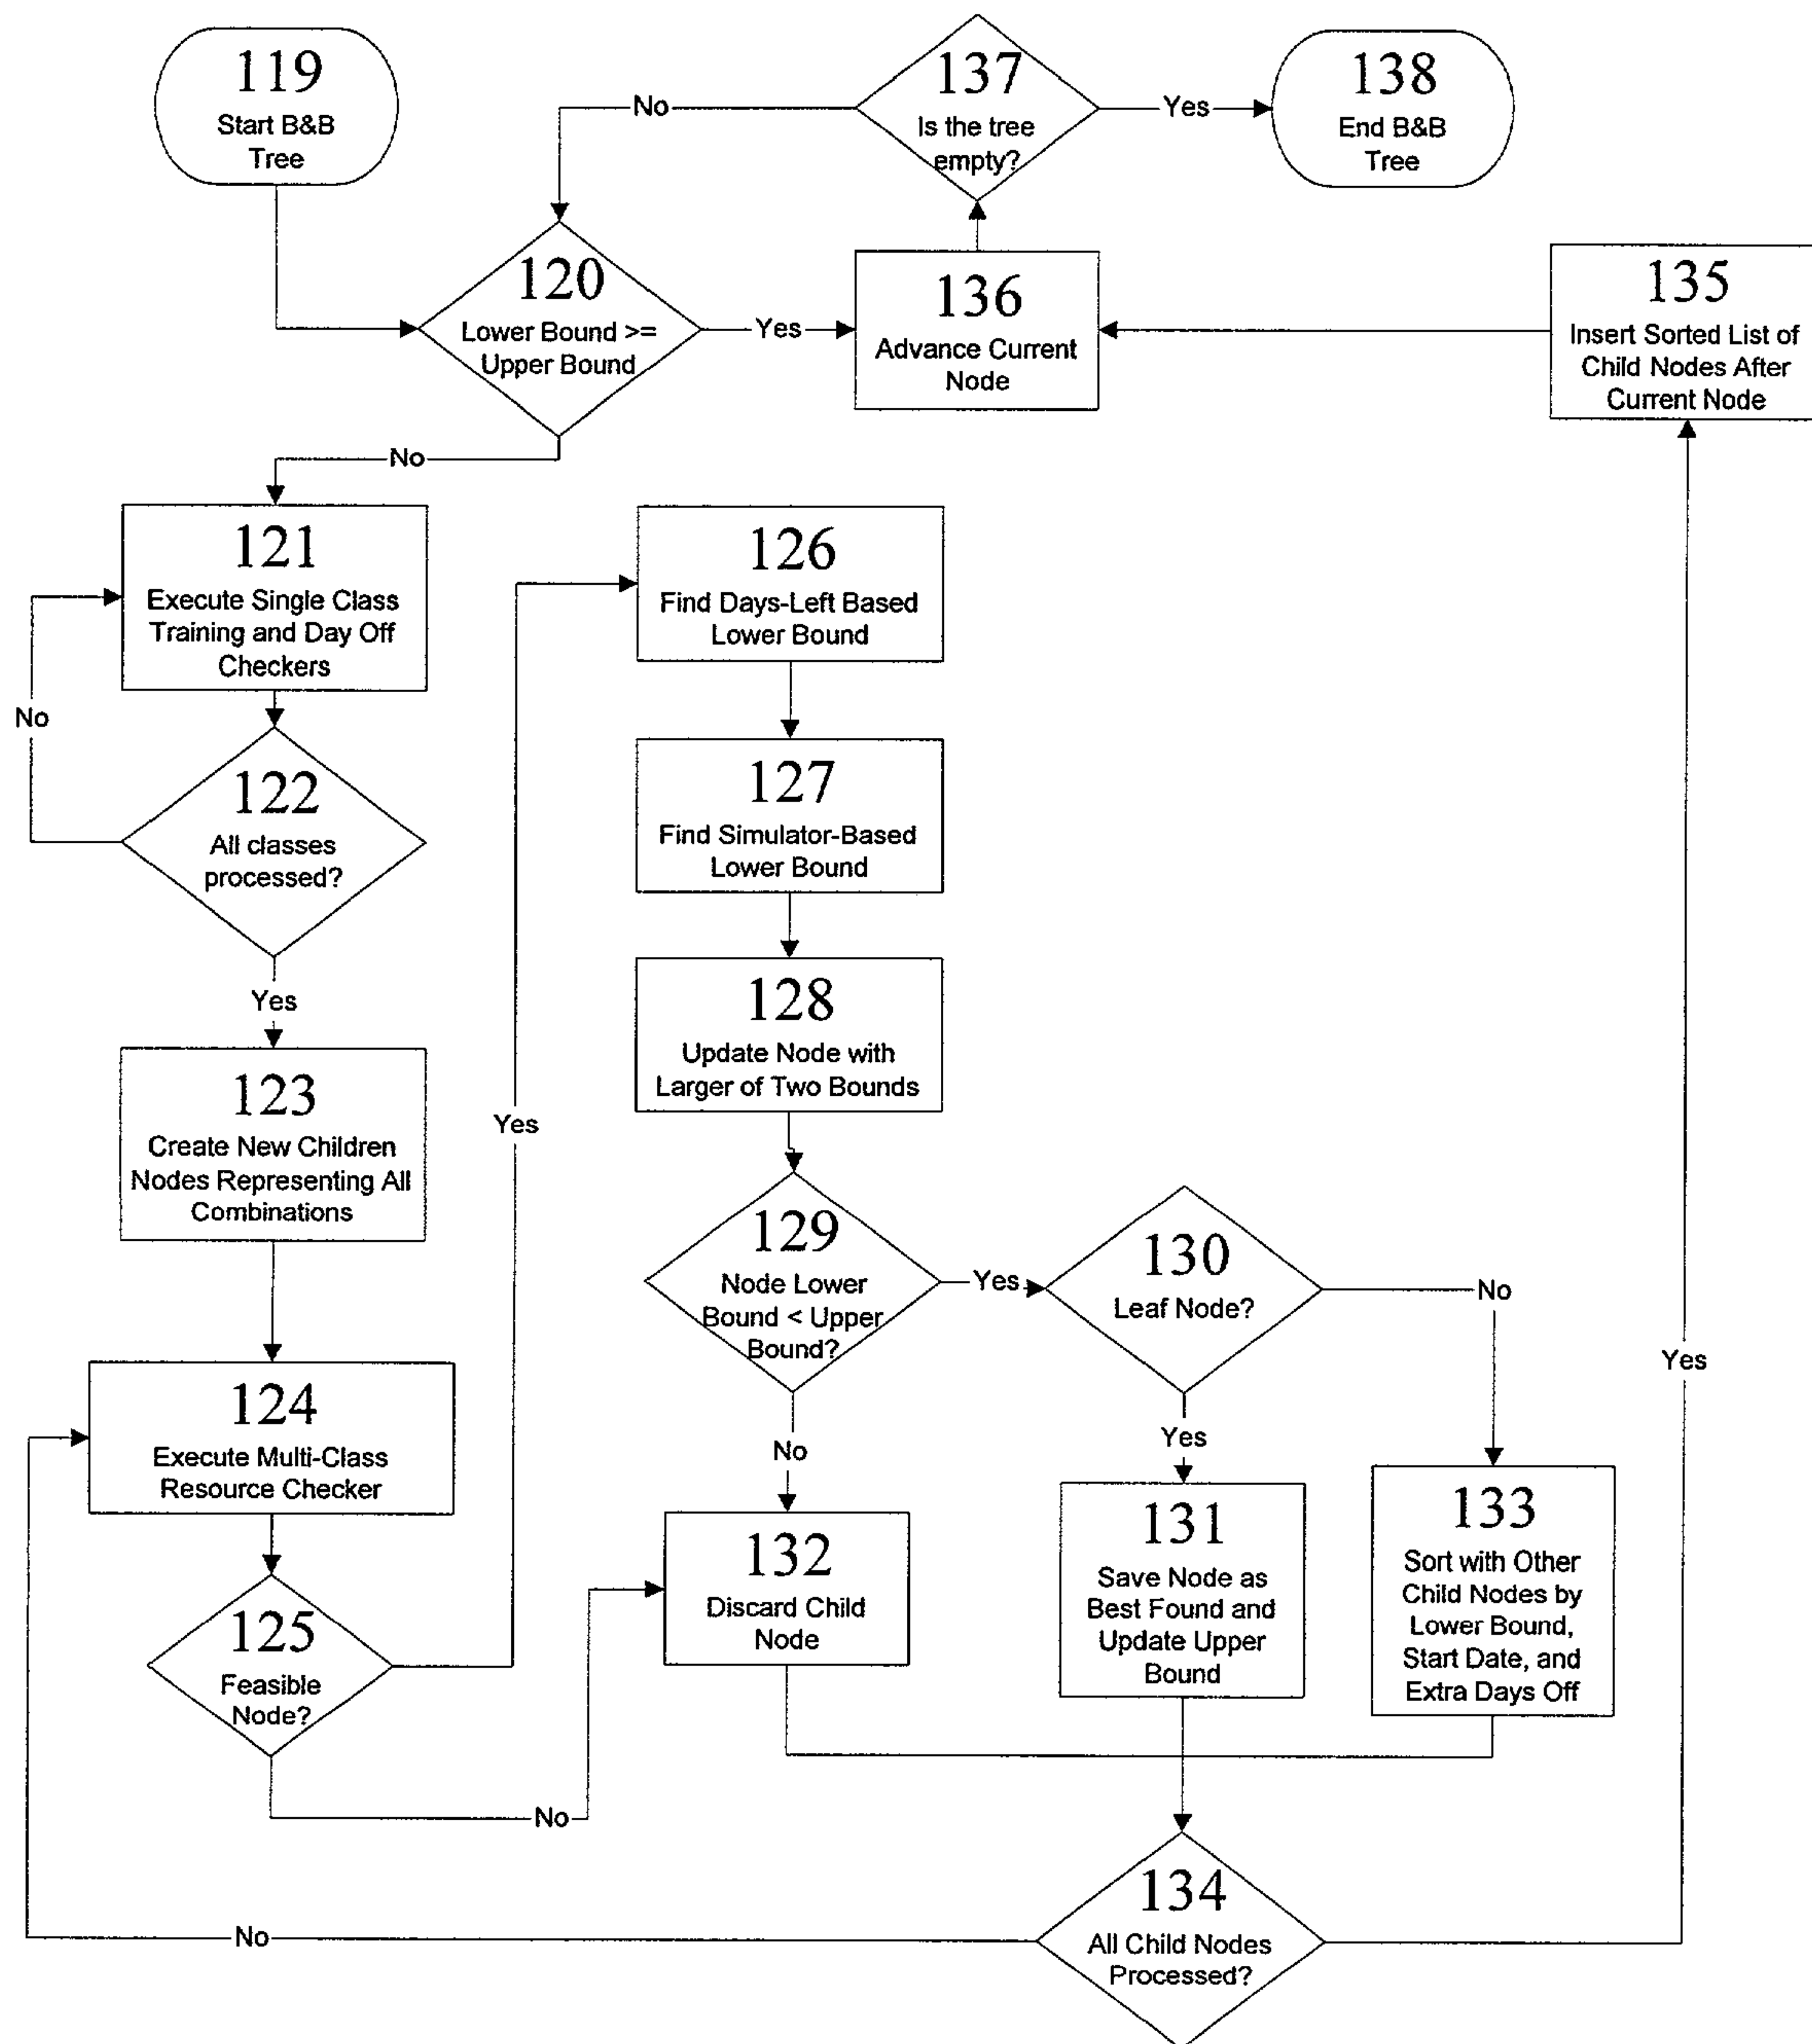 119
Start B&B
Tree
137
Is the tree
empty?
138
End B&B
Tree
No
Yes
120
Lower Bound >=
Upper Bound
Yes
136
Advance Current
Node
135
Insert Sorted List of
Child Nodes After
Current Node
No
121
Execute Single Class
Training and Day Off
Checkers
No
122
All classes
processed?
Yes
123
Create New Children
Nodes Representing All
Combinations
124
Execute Multi-Class
Resource Checker
125
Feasible
Node?
Yes
No
126
Find Days-Left Based
Lower Bound
127
Find Simulator-Based
Lower Bound
128
Update Node with
Larger of Two Bounds
129
Node Lower
Bound < Upper
Bound?
Yes
No
130
Leaf Node?
No
Yes
132
Discard Child
Node
131
Save Node as
Best Found and
Update Upper
Bound
133
Sort with Other
Child Nodes by
Lower Bound,
Start Date, and
Extra Days Off
134
All Child Nodes
Processed?
No
Yes